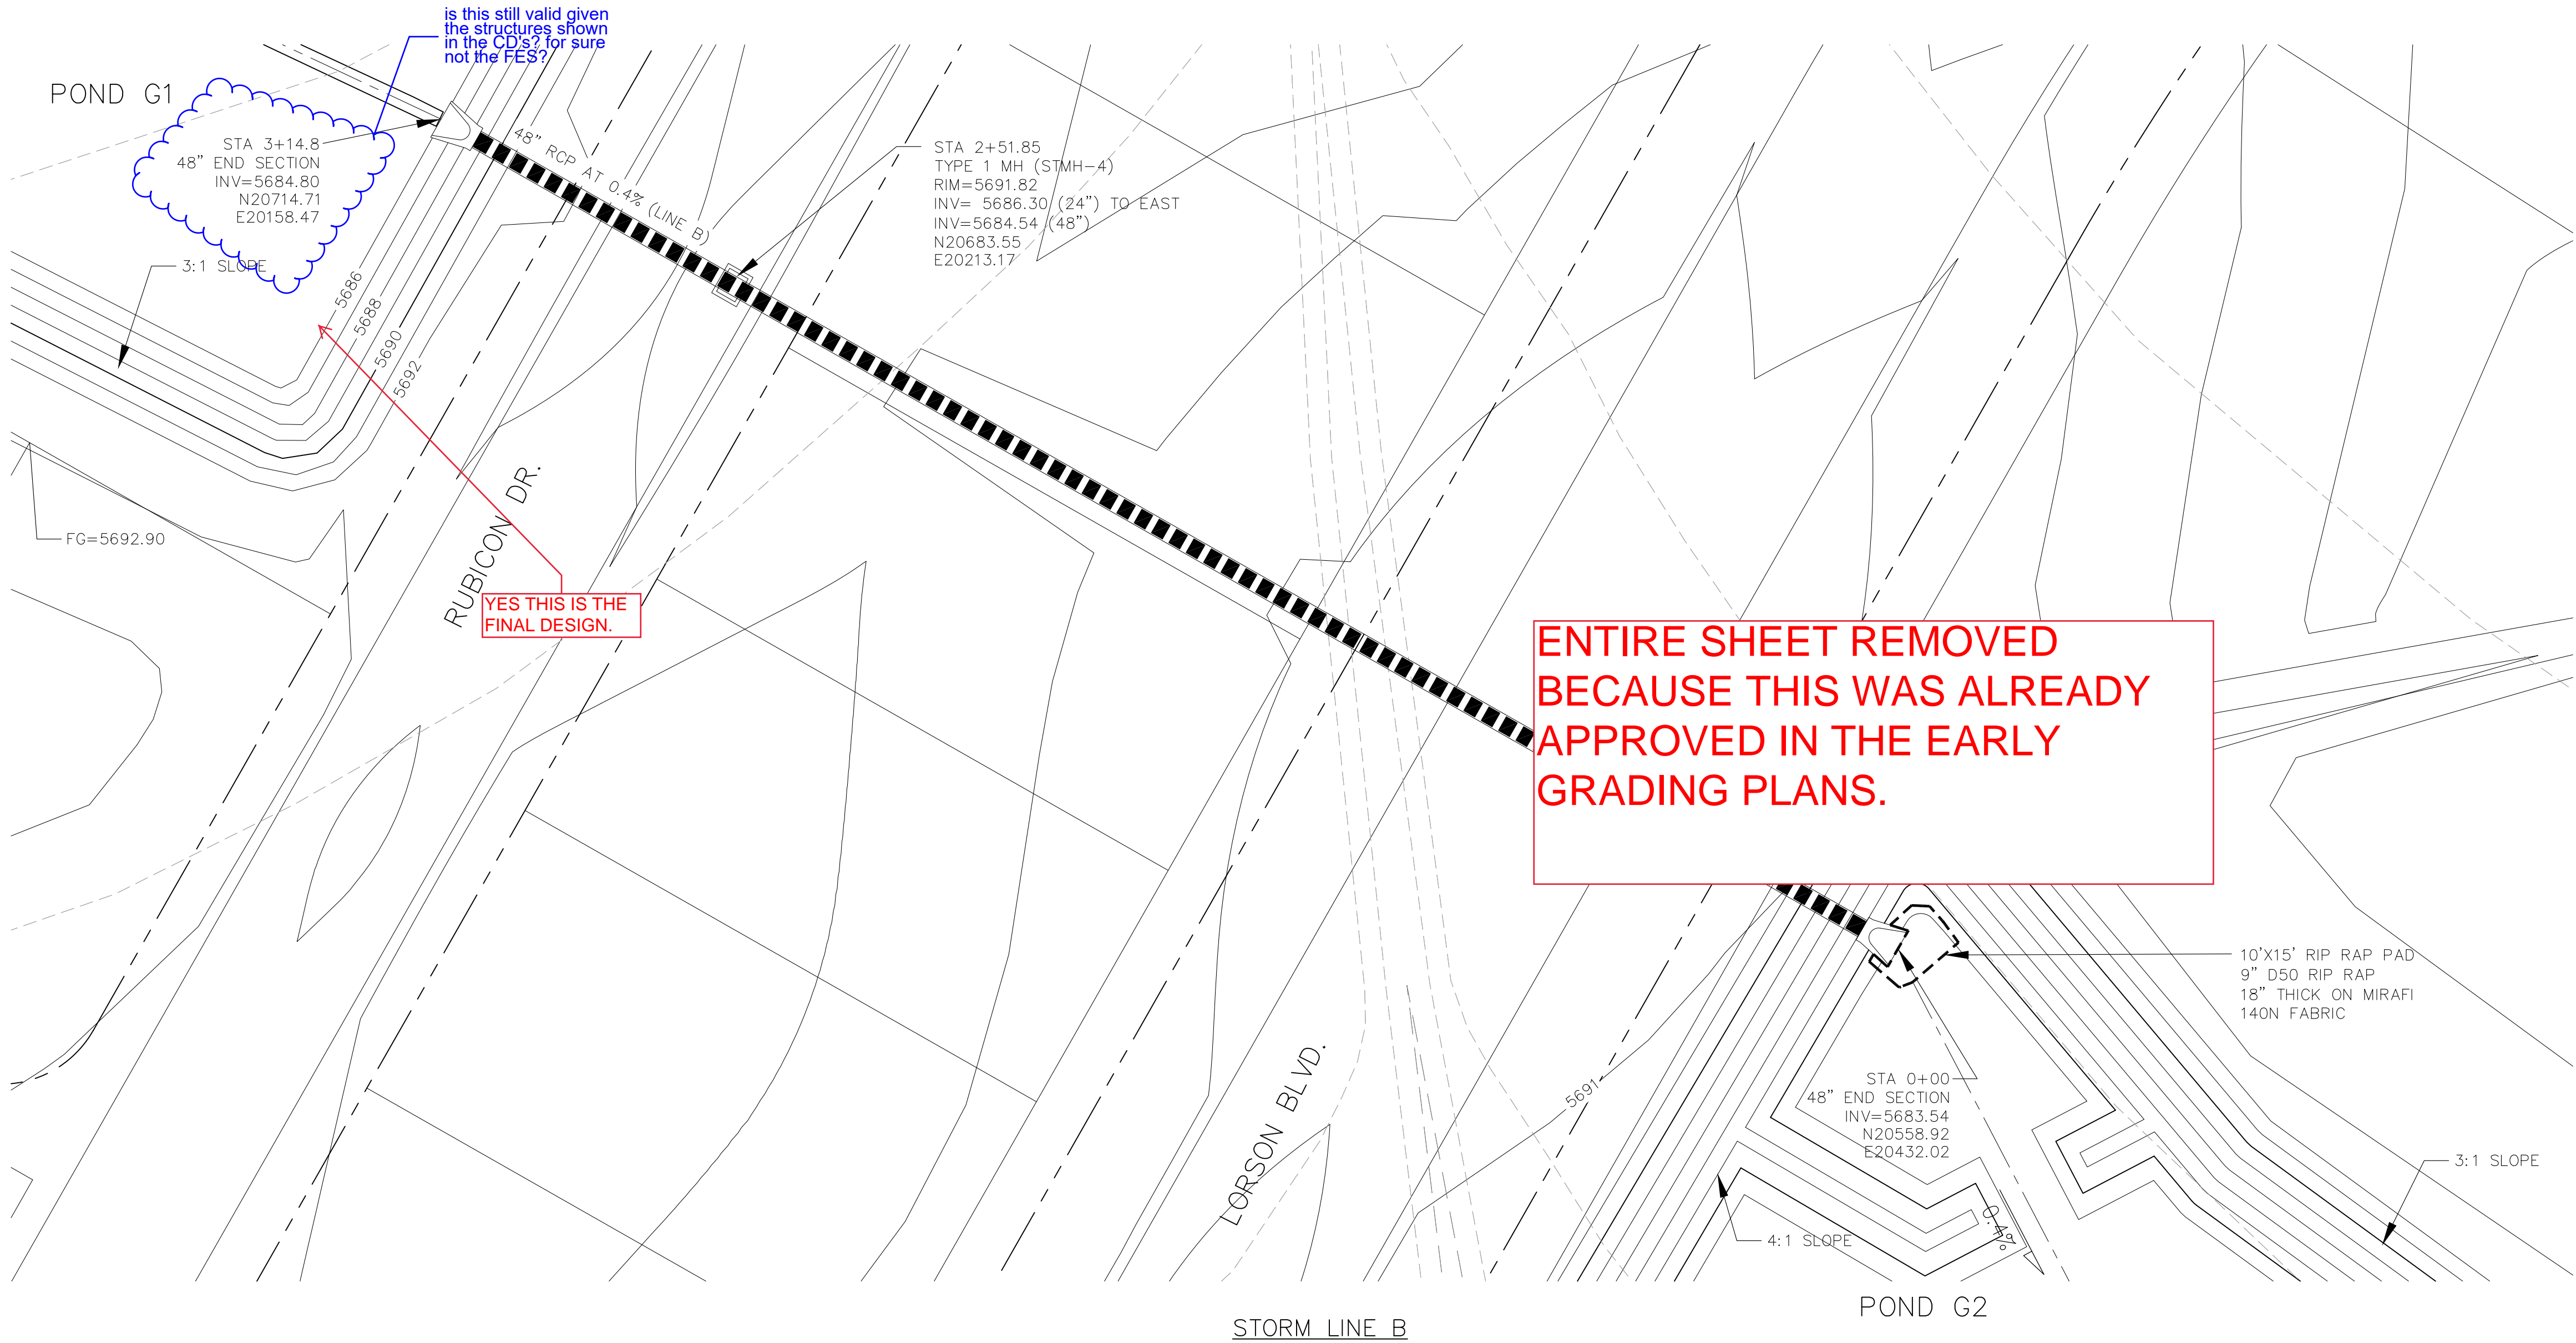 is this still valid given
the structures shown
in the CD's? for sure
not the FES?
POND G1
STA 3+14.8
48" END SECTION
INV=5684.80
N20714.71
E20158.47
3:1 SLOPE
5686
5688
5690
5692
FG=5692.90
48" RCP AT 0.4% (LINE B)
STA 2+51.85
TYPE 1 MH (STMH-4)
RIM=5691.82
INV= 5686.30 (24") TO EAST
INV=5684.54 (48")
N20683.55
E20213.17
RUBICON DR.
YES THIS IS THE
FINAL DESIGN.
ENTIRE SHEET REMOVED
BECAUSE THIS WAS ALREADY
APPROVED IN THE EARLY
GRADING PLANS.
10'X15' RIP RAP PAD
9" D50 RIP RAP
18" THICK ON MIRAFI
140N FABRIC
LORSON BLVD.
5691
STA 0+00
48" END SECTION
INV=5683.54
N20558.92
E20432.02
3:1 SLOPE
4:1 SLOPE
0.4%
POND G2
STORM LINE B